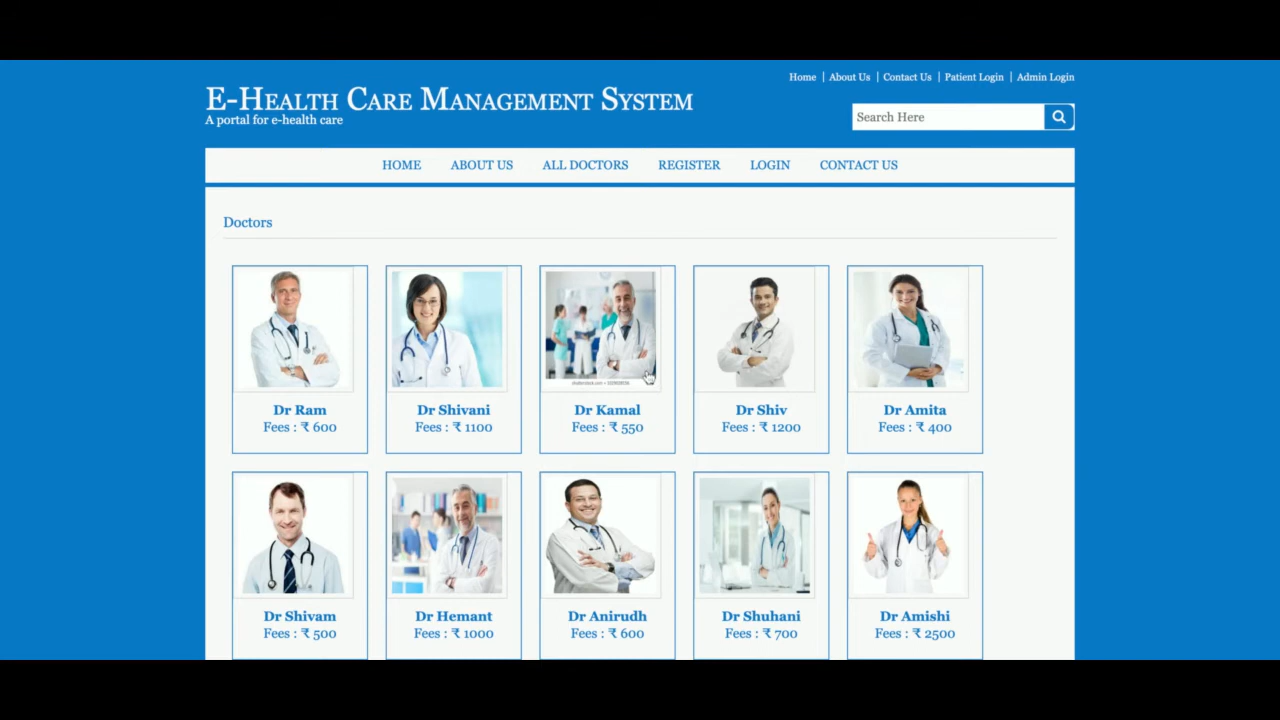 Home | About Us | Contact Us | Patient Login | Admin Login
E-Health Care Management System
A portal for e-health care
Search Here
HOME ABOUT US ALL DOCTORS REGISTER LOGIN CONTACT US
Doctors
Dr Ram Dr Shivani Dr Kamal Dr Shiv Dr Amita
Fees : ₹ 600 Fees : ₹ 1100 Fees : ₹ 550 Fees : ₹ 1200 Fees : ₹ 400
Dr Shivam Dr Hemant Dr Anirudh Dr Shuhani Dr Amishi
Fees : ₹ 500 Fees : ₹ 1000 Fees : ₹ 600 Fees : ₹ 700 Fees : ₹ 2500